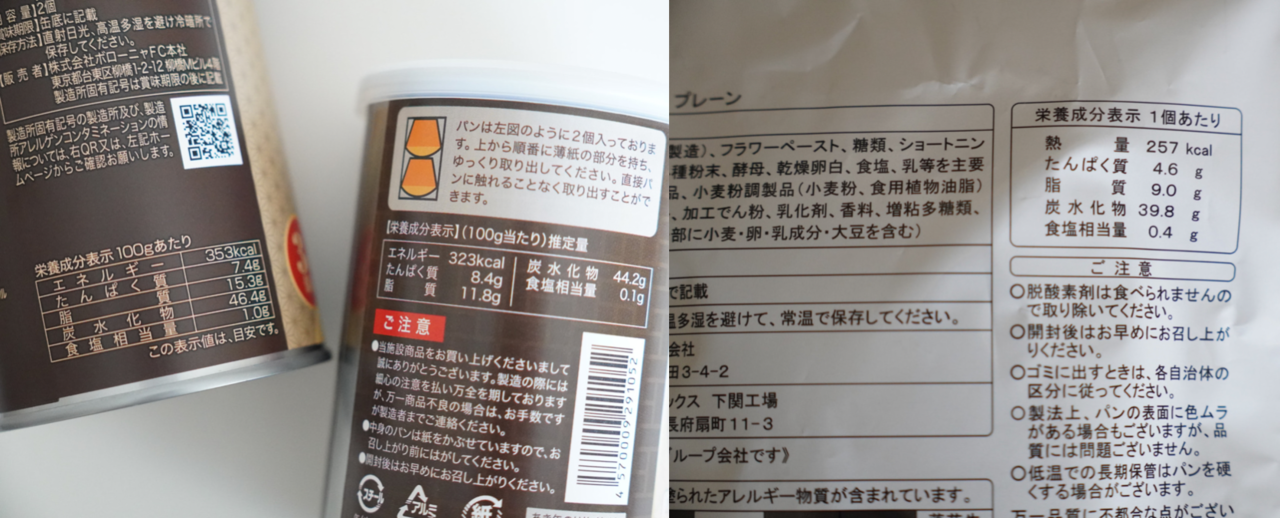 内容量】2個
賞味期限】缶底に記載
保存方法】直射日光、高温多湿を避け冷暗所で
保存してください。
【販売者】株式会社ボローニャFC本社
東京都台東区柳橋1-2-12 柳橋Mビル4階
製造所固有記号は賞味期限の後に記載
製造所固有記号の製造所及び、製造
所アレルゲンコンタミネーションの情
報については、右QR又は、左記ホー
ムページからご確認お願いします。
栄養成分表示 100gあたり
エネルギー 353kcal
たんぱく質 7.4g
脂質 15.3g
炭水化物 46.4g
食塩相当量 1.0g
この表示値は、目安です。
パンは左図のように2個入っておりま
す。上から順番に薄紙の部分を持ち、
ゆっくり取り出してください。直接パ
ンに触れることなく取り出すことがで
きます。
【栄養成分表示】(100g当たり)推定量
エネルギー 323kcal 炭水化物 44.2g
たんぱく質 8.4g 食塩相当量 0.1g
脂質 11.8g
ご注意
●当施設商品をお買い上げくださいまして
誠にありがとうございます。製造の際には
細心の注意を払い万全を期しております
が、万一商品不良の場合は、お手数です
が製造者までご連絡ください。
●中身のパンは紙をかぶせていますので、お
召し上がり前にはがしてください。
●開封後はお早めにお召し上がりください。
スチール
アルミ
紙
4570009291052
プレーン
製造)、フラワーペースト、糖類、ショートニン
種粉末、酵母、乾燥卵白、食塩、乳等を主要
品、小麦粉調製品(小麦粉、食用植物油脂)
、加工でん粉、乳化剤、香料、増粘多糖類、
部に小麦・卵・乳成分・大豆を含む)
で記載
温多湿を避けて、常温で保存してください。
会社
田3-4-2
ックス 下関工場
長府扇町11-3
グループ会社です》
塗られたアレルギー物質が含まれています。
栄養成分表示 1個あたり
熱量 257 kcal
たんぱく質 4.6 g
脂質 9.0 g
炭水化物 39.8 g
食塩相当量 0.4 g
ご注意
○脱酸素剤は食べられませんの
で取り除いてください。
○開封後はお早めにお召し上が
りください。
○ゴミに出すときは、各自治体の
区分に従ってください。
○製法上、パンの表面に色ムラ
がある場合もございますが、品
質には問題ございません。
○低温での長期保管はパンを硬
くする場合がございます。
万一品質に不都合な点がござい